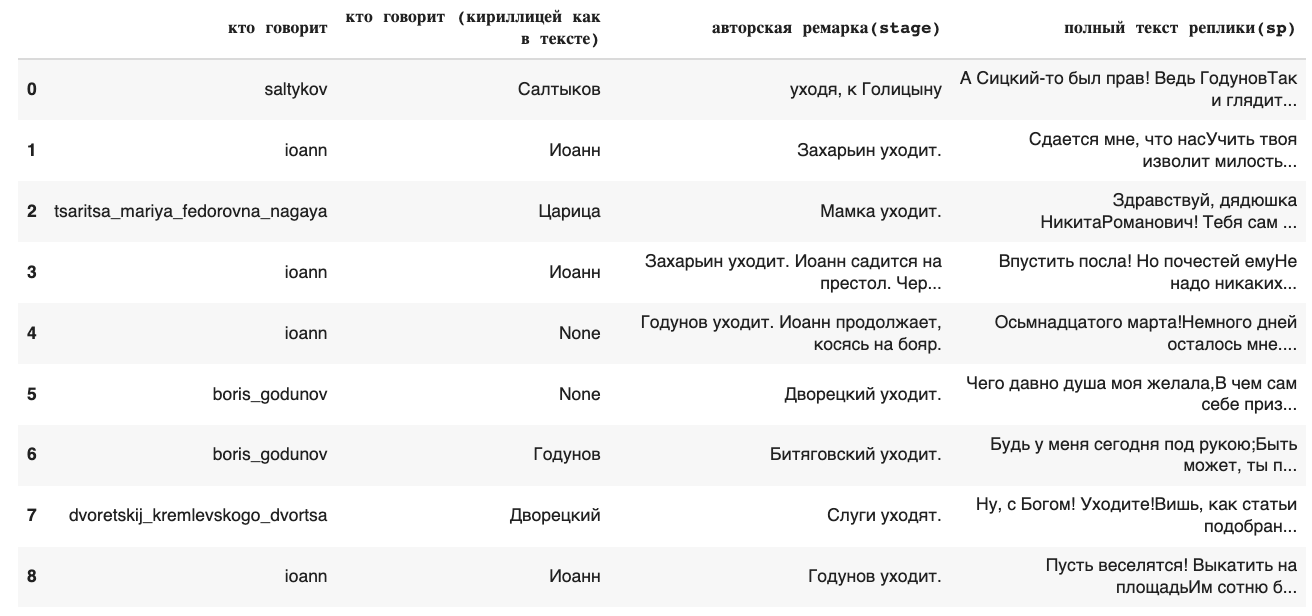 кто говорит кто говорит (кириллицей как в тексте) авторская ремарка(stage) полный текст реплики(sp)
0 saltykov Салтыков уходя, к Голицыну А Сицкий-то был прав! Ведь ГодуновТак и глядит...
1 ioann Иоанн Захарьин уходит. Сдается мне, что насУчить твоя изволит милость...
2 tsaritsa_mariya_fedorovna_nagaya Царица Мамка уходит. Здравствуй, дядюшка НикитаРоманович! Тебя сам ...
3 ioann Иоанн Захарьин уходит. Иоанн садится на престол. Чер... Впустить посла! Но почестей емуНе надо никаких...
4 ioann None Годунов уходит. Иоанн продолжает, косясь на бояр. Осьмнадцатого марта!Немного дней осталось мне....
5 boris_godunov None Дворецкий уходит. Чего давно душа моя желала,В чем сам себе приз...
6 boris_godunov Годунов Битяговский уходит. Будь у меня сегодня под рукою;Быть может, ты п...
7 dvoretskij_kremlevskogo_dvortsa Дворецкий Слуги уходят. Ну, с Богом! Уходите!Вишь, как статьи подобран...
8 ioann Иоанн Годунов уходит. Пусть веселятся! Выкатить на площадьИм сотню б...